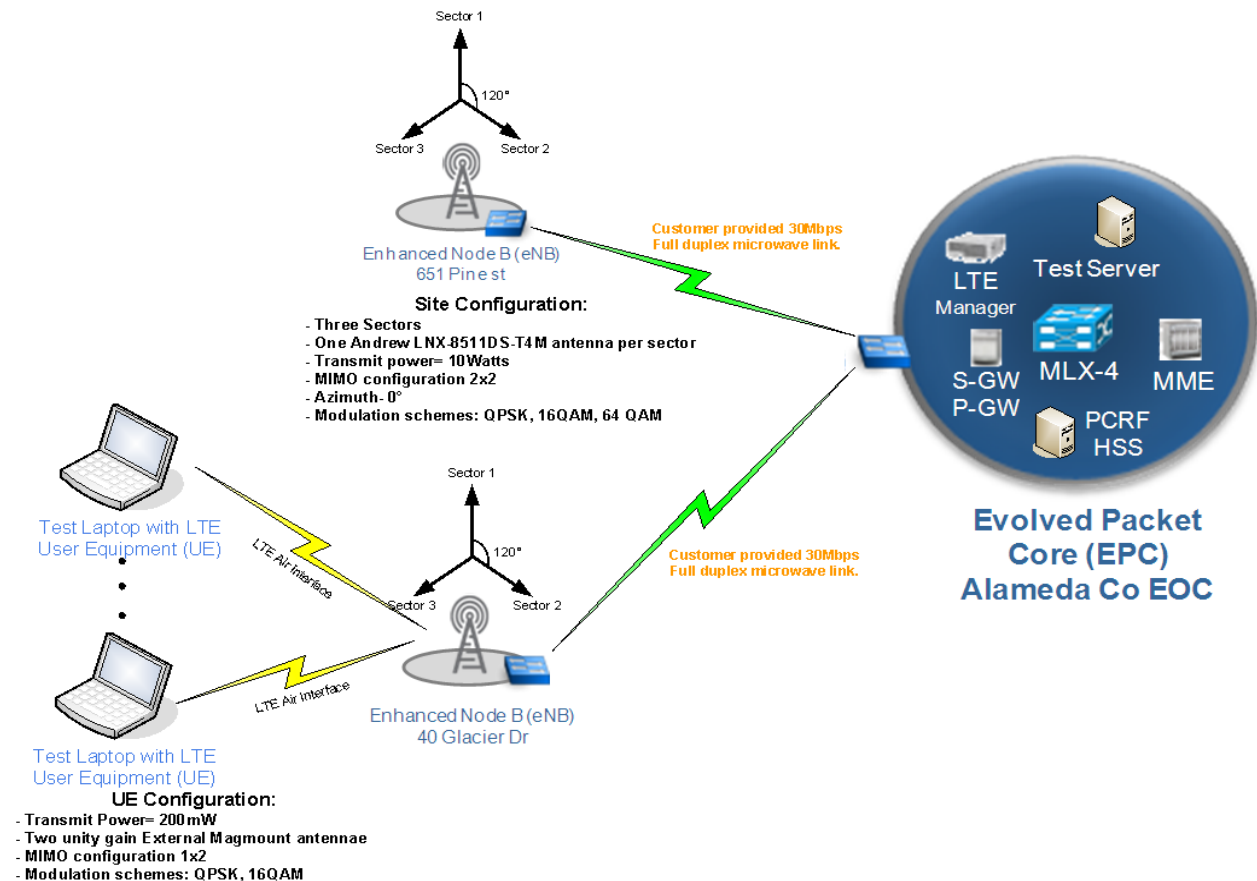 Sector 1
120°
Sector 3
Sector 2
Enhanced Node B (eNB)
651 Pine st
Site Configuration:
- Three Sectors
- One Andrew LNX-8511DS-T4M antenna per sector
- Transmit power= 10Watts
- MIMO configuration 2x2
- Azimuth- 0°
- Modulation schemes: QPSK, 16QAM, 64 QAM
Customer provided 30Mbps
Full duplex microwave link.
LTE
Manager
Test Server
S-GW
P-GW
MLX-4
MME
PCRF
HSS
Evolved Packet
Core (EPC)
Alameda Co EOC
Test Laptop with LTE
User Equipment (UE)
LTE Air Interface
Sector 1
120°
Sector 3
Sector 2
Customer provided 30Mbps
Full duplex microwave link.
Enhanced Node B (eNB)
40 Glacier Dr
LTE Air Interface
Test Laptop with LTE
User Equipment (UE)
UE Configuration:
- Transmit Power= 200mW
- Two unity gain External Magmount antennae
- MIMO configuration 1x2
- Modulation schemes: QPSK, 16QAM